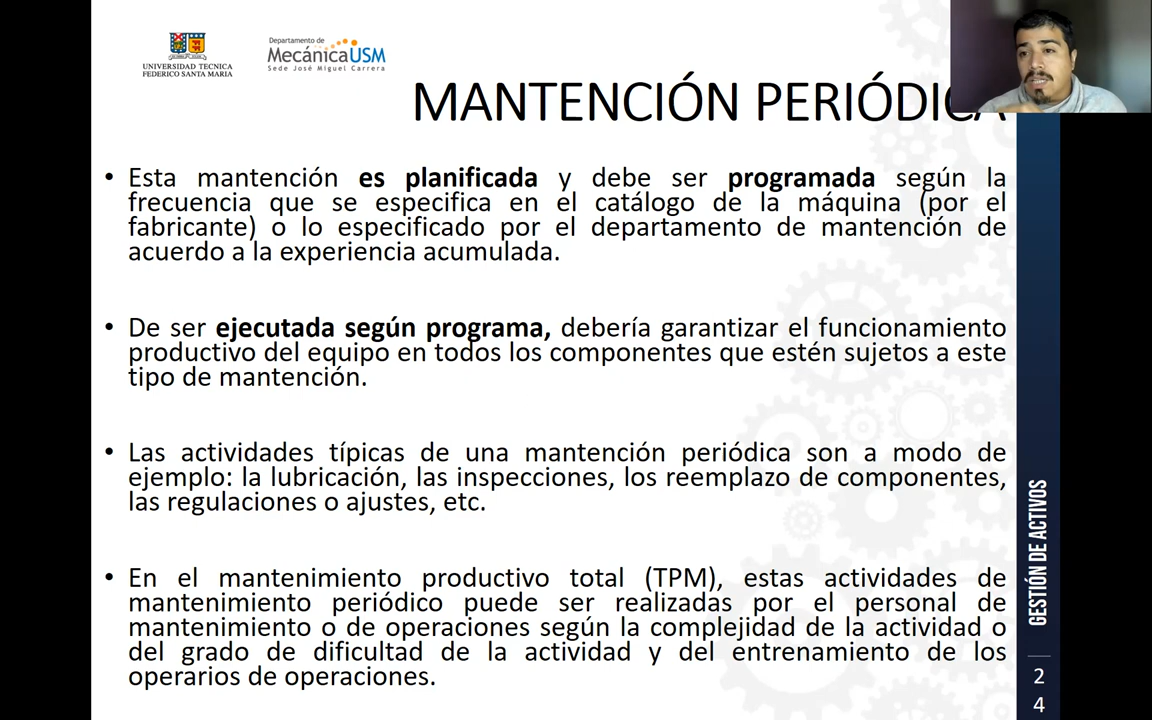 UNIVERSIDAD TECNICA
FEDERICO SANTA MARIA
Departamento de
MecánicaUSM
Sede José Miguel Carrera
MANTENCIÓN PERIÓDICA
• Esta mantención es planificada y debe ser programada según la
frecuencia que se especifica en el catálogo de la máquina (por el
fabricante) o lo especificado por el departamento de mantención de
acuerdo a la experiencia acumulada.
• De ser ejecutada según programa, debería garantizar el funcionamiento
productivo del equipo en todos los componentes que estén sujetos a este
tipo de mantención.
• Las actividades típicas de una mantención periódica son a modo de
ejemplo: la lubricación, las inspecciones, los reemplazo de componentes,
las regulaciones o ajustes, etc.
• En el mantenimiento productivo total (TPM), estas actividades de
mantenimiento periódico puede ser realizadas por el personal de
mantenimiento o de operaciones según la complejidad de la actividad o
del grado de dificultad de la actividad y del entrenamiento de los
operarios de operaciones.
GESTIÓN DE ACTIVOS
2
4